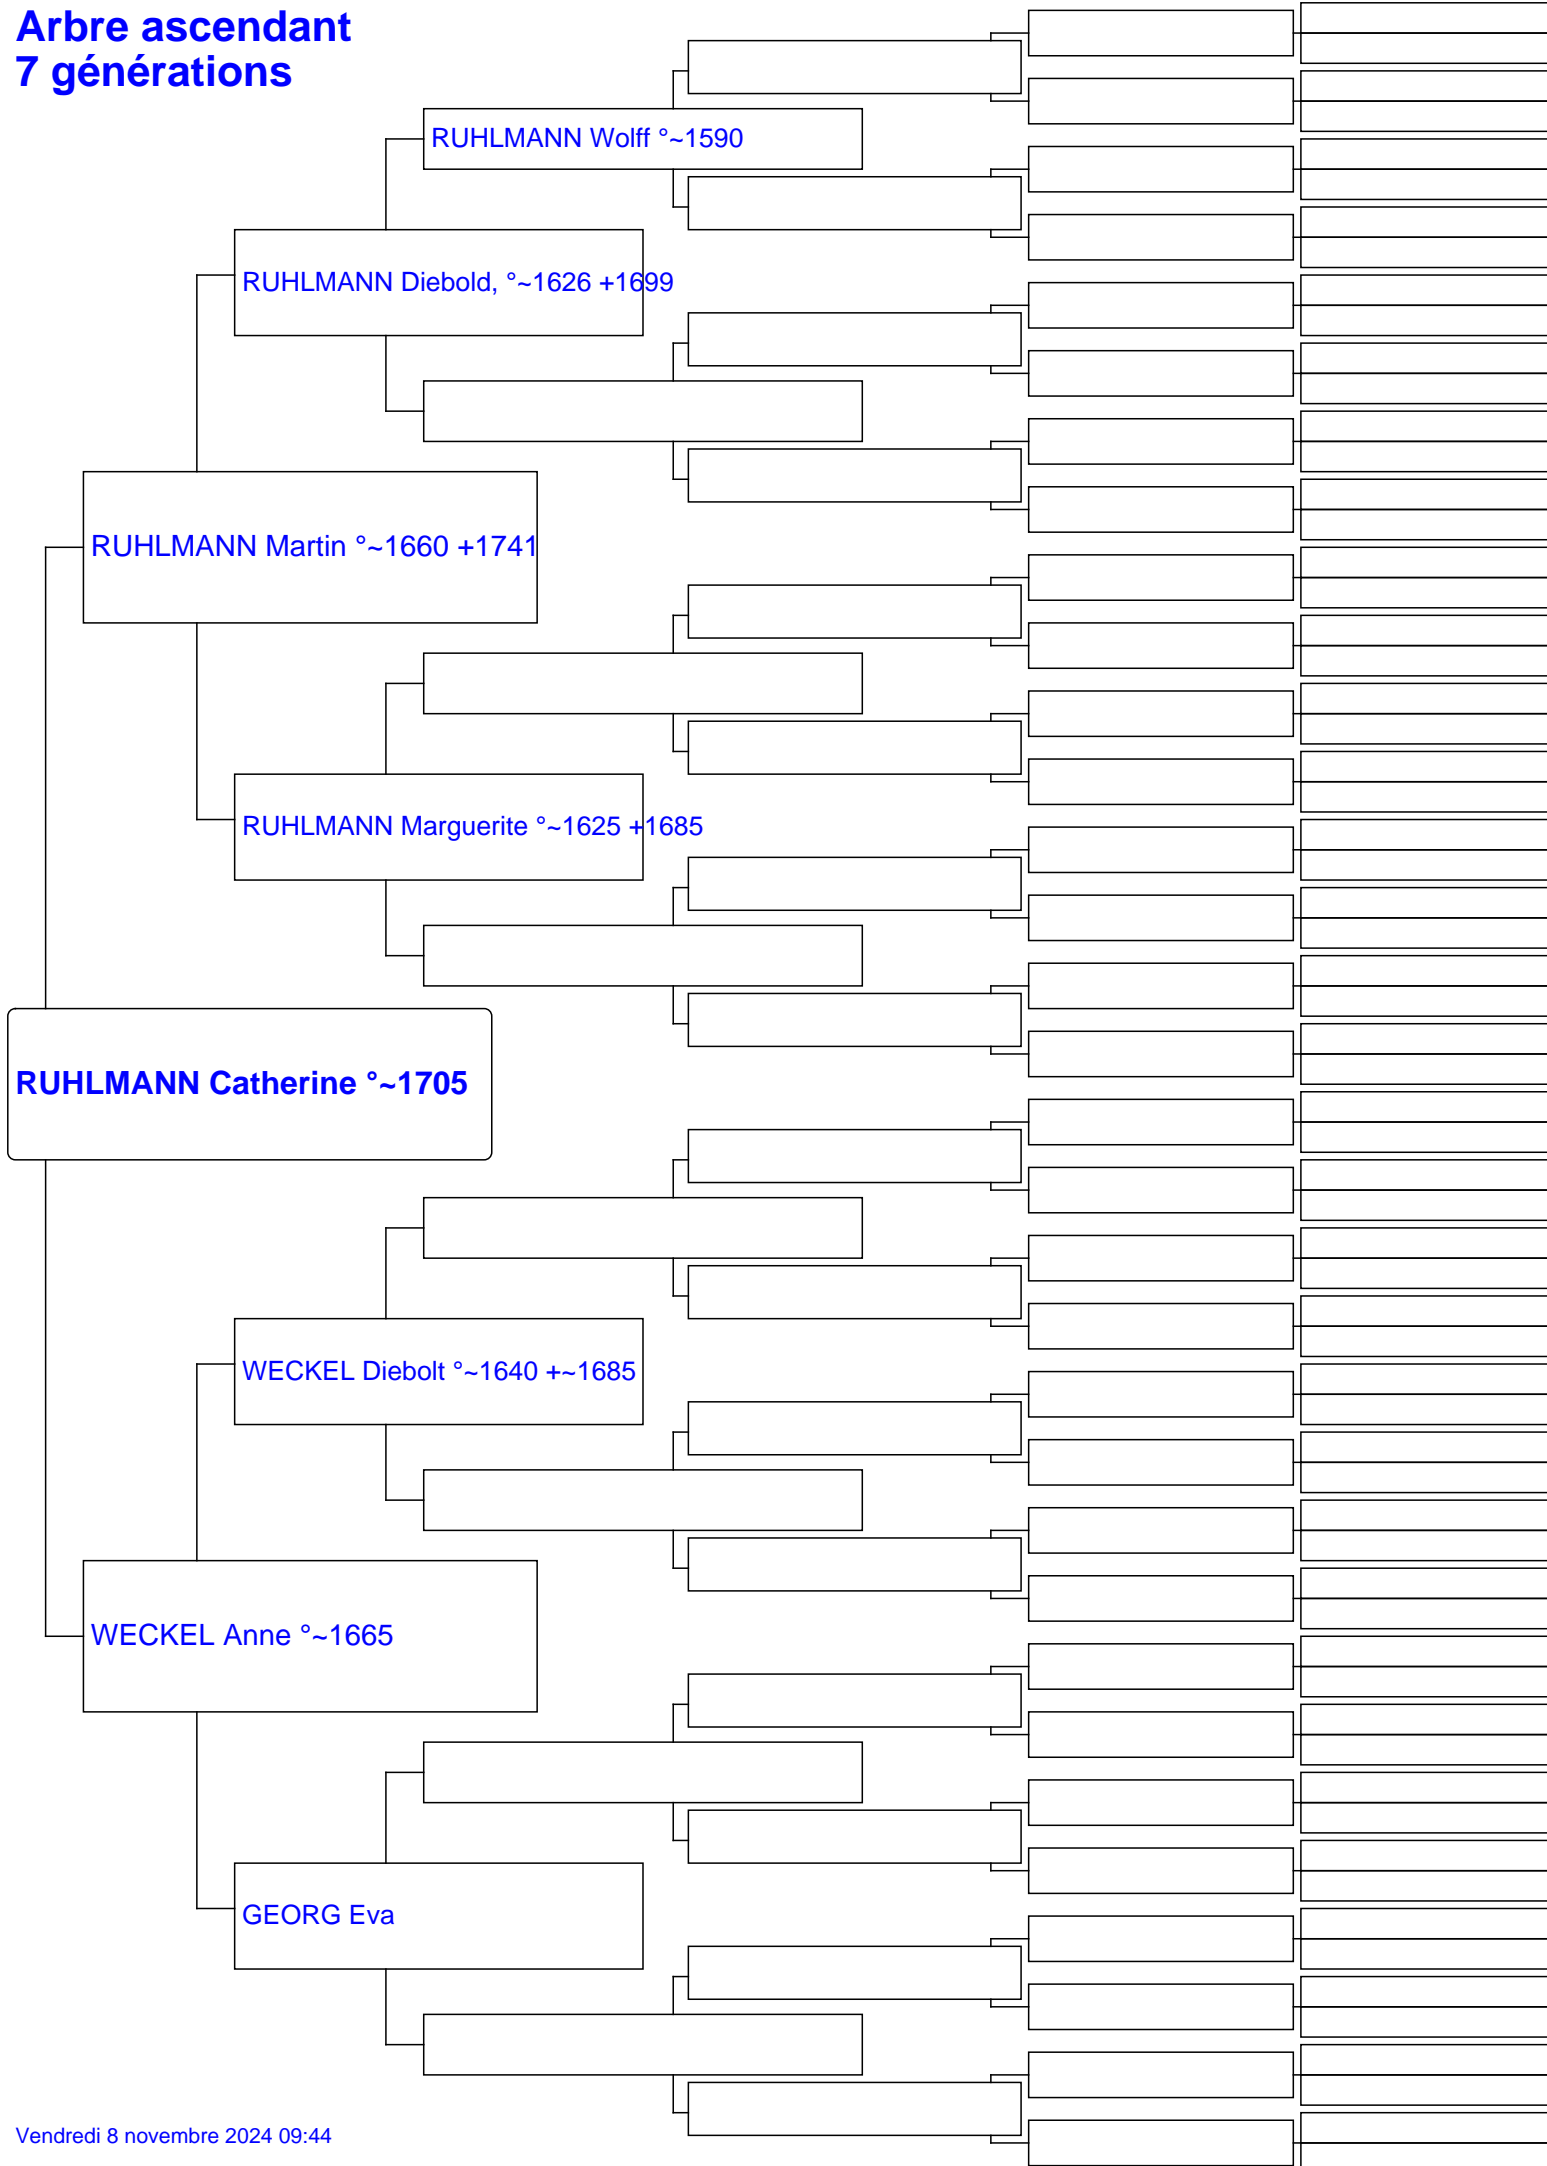 Arbre ascendant
7 générations
RUHLMANN Wolff °~1590
RUHLMANN Diebold, °~1626 +1699
RUHLMANN Martin °~1660 +1741
RUHLMANN Marguerite °~1625 +1685
RUHLMANN Catherine °~1705
WECKEL Diebolt °~1640 +~1685
WECKEL Anne °~1665
GEORG Eva
Vendredi 8 novembre 2024 09:44